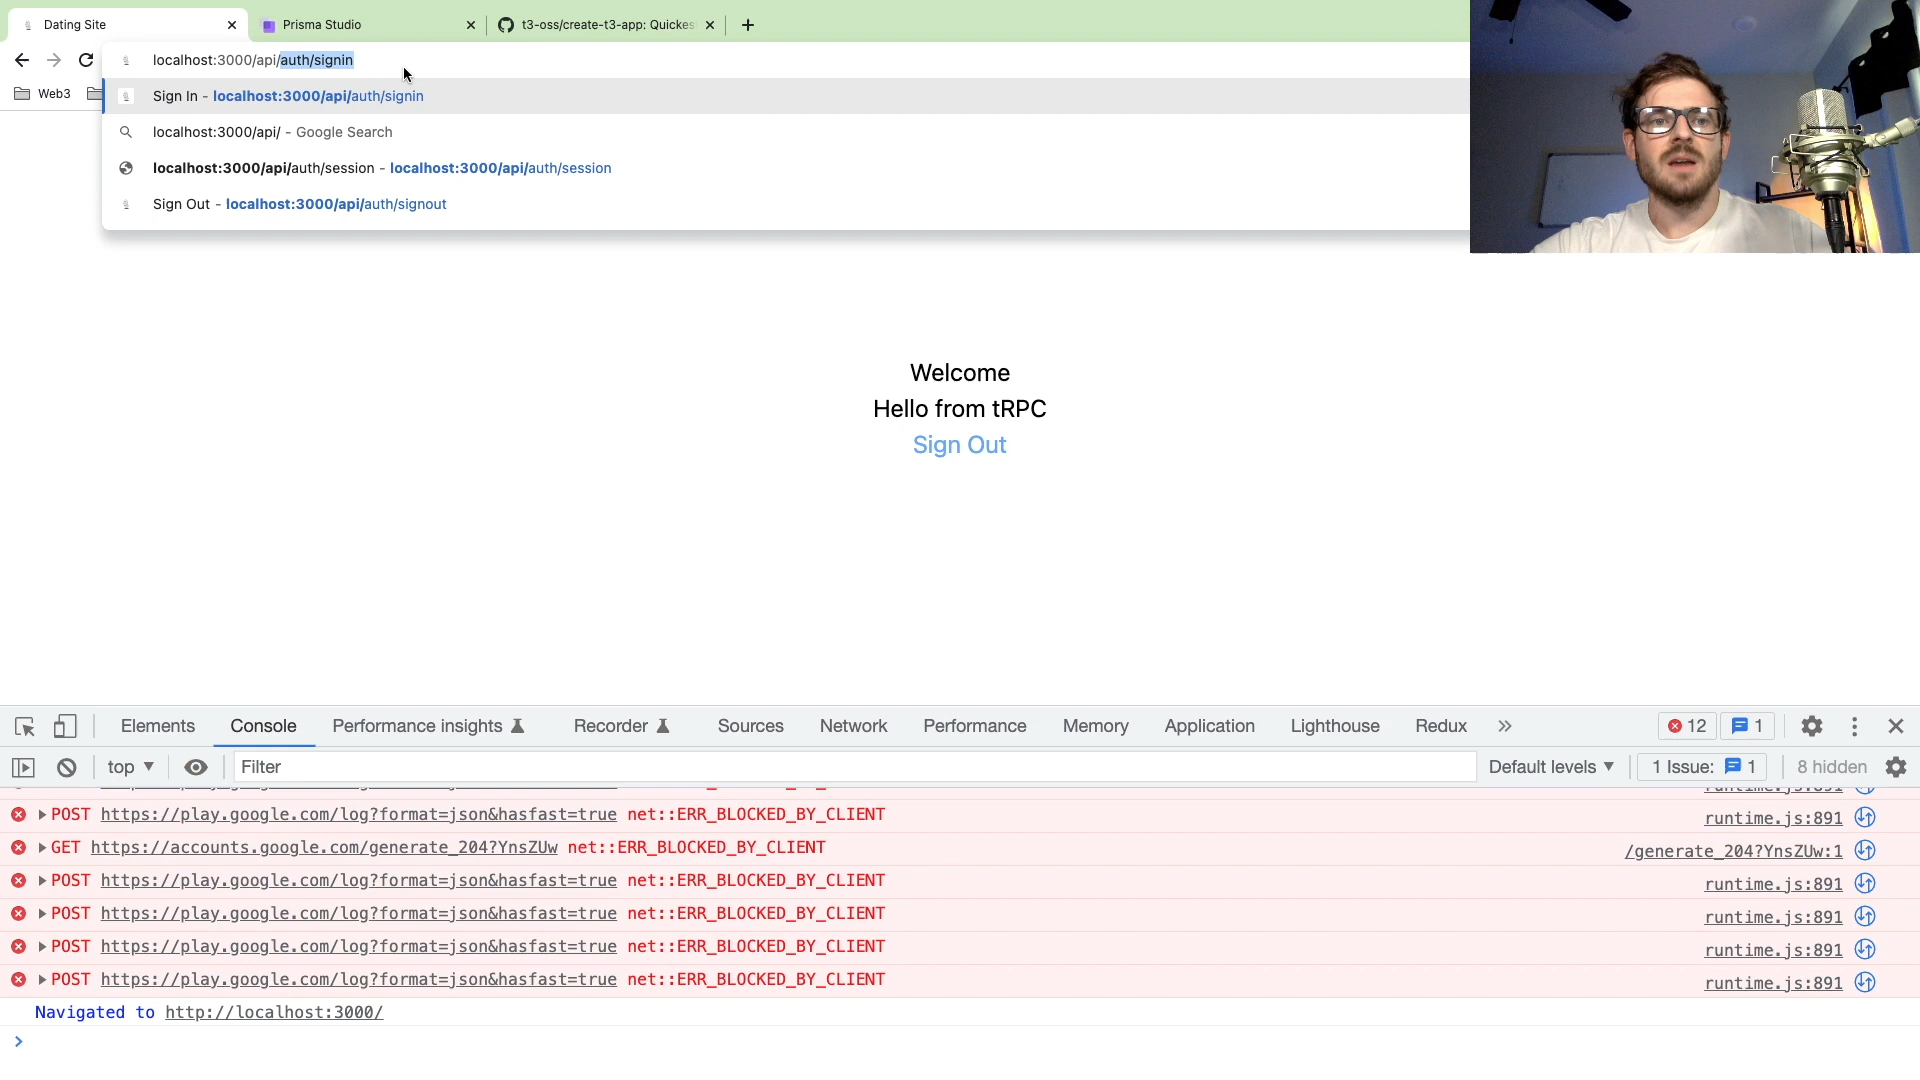 Dating Site
Prisma Studio
t3-oss/create-t3-app: Quickes
localhost:3000/api/auth/signin
Web3
Sign In - localhost:3000/api/auth/signin
localhost:3000/api/ - Google Search
localhost:3000/api/auth/session - localhost:3000/api/auth/session
Sign Out - localhost:3000/api/auth/signout
Welcome
Hello from tRPC
Sign Out
Elements Console Performance insights Recorder Sources Network Performance Memory Application Lighthouse Redux 12 1
top Filter Default levels 1 Issue: 1 8 hidden
runtime.js:891
POST https://play.google.com/log?format=json&hasfast=true net::ERR_BLOCKED_BY_CLIENT runtime.js:891
GET https://accounts.google.com/generate_204?YnsZUw net::ERR_BLOCKED_BY_CLIENT /generate_204?YnsZUw:1
POST https://play.google.com/log?format=json&hasfast=true net::ERR_BLOCKED_BY_CLIENT runtime.js:891
POST https://play.google.com/log?format=json&hasfast=true net::ERR_BLOCKED_BY_CLIENT runtime.js:891
POST https://play.google.com/log?format=json&hasfast=true net::ERR_BLOCKED_BY_CLIENT runtime.js:891
POST https://play.google.com/log?format=json&hasfast=true net::ERR_BLOCKED_BY_CLIENT runtime.js:891
Navigated to http://localhost:3000/